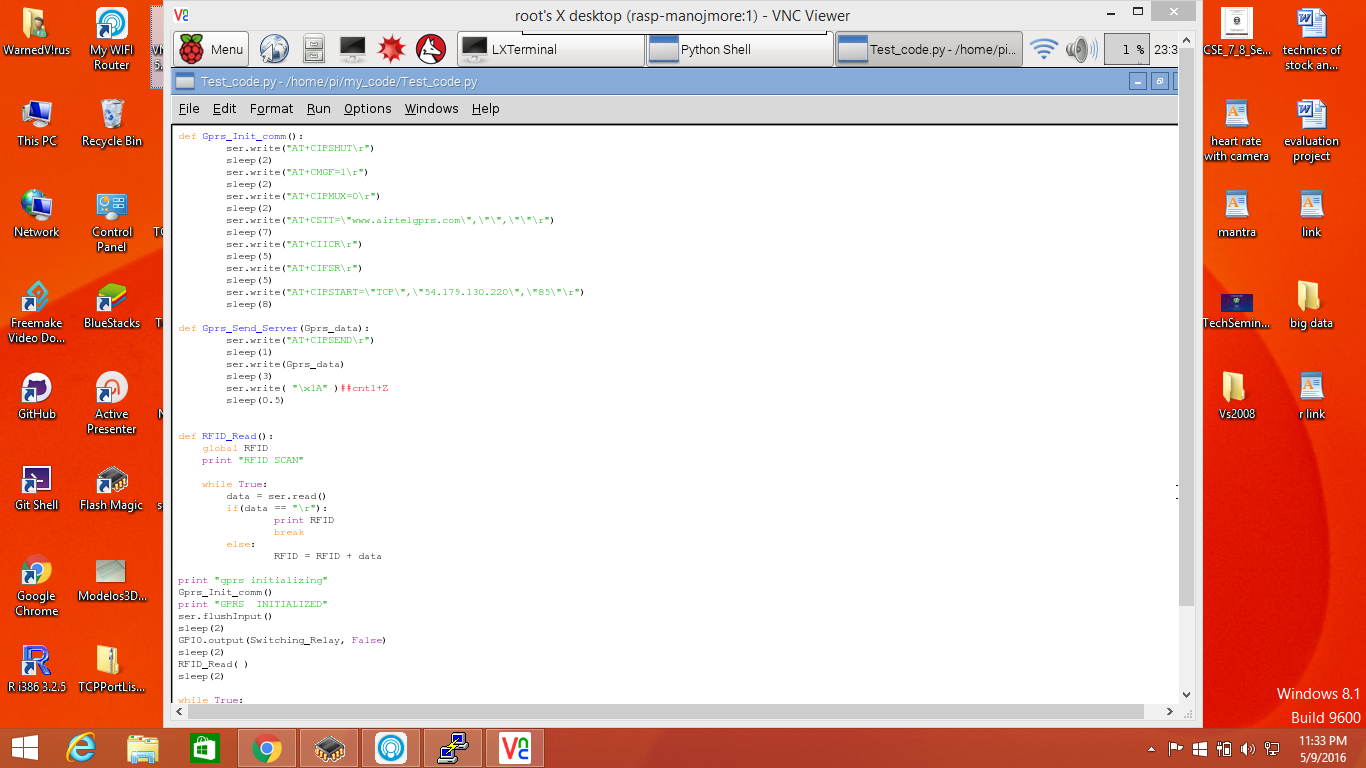 root's X desktop (rasp-manojmore:1) - VNC Viewer
Menu
LXTerminal
Python Shell
Test_code.py - /home/pi...
1 %
23:3
Test_code.py - /home/pi/my_code/Test_code.py
File Edit Format Run Options Windows Help
def Gprs_Init_comm():
ser.write("AT+CIPSHUT\r")
sleep(2)
ser.write("AT+CMGF=1\r")
sleep(2)
ser.write("AT+CIPMUX=0\r")
sleep(2)
ser.write("AT+CSTT=\"www.airtelgprs.com\",\"\",\"\"\r")
sleep(7)
ser.write("AT+CIICR\r")
sleep(5)
ser.write("AT+CIFSR\r")
sleep(5)
ser.write("AT+CIPSTART=\"TCP\",\"54.179.130.220\",\"85\"\r")
sleep(8)
def Gprs_Send_Server(Gprs_data):
ser.write("AT+CIPSEND\r")
sleep(1)
ser.write(Gprs_data)
sleep(3)
ser.write( "\x1A" )##cntl+Z
sleep(0.5)
def RFID_Read():
global RFID
print "RFID SCAN"
while True:
data = ser.read()
if(data == "\r"):
print RFID
break
else:
RFID = RFID + data
print "gprs initializing"
Gprs_Init_comm()
print "GPRS  INITIALIZED"
ser.flushInput()
sleep(2)
GPIO.output(Switching_Relay, False)
sleep(2)
RFID_Read( )
sleep(2)
while True:
WarnedV!rus
My WIFI
Router
This PC
Recycle Bin
Network
Control
Panel
Freemake
Video Do...
BlueStacks
GitHub
Active
Presenter
Git Shell
Flash Magic
Google
Chrome
Modelos3D...
R i386 3.2.5
TCPPortLis...
CSE_7_8_Se...
technics of
stock an...
heart rate
with camera
evaluation
project
mantra
link
TechSemin...
big data
Vs2008
r link
Windows 8.1
Build 9600
11:33 PM
5/9/2016